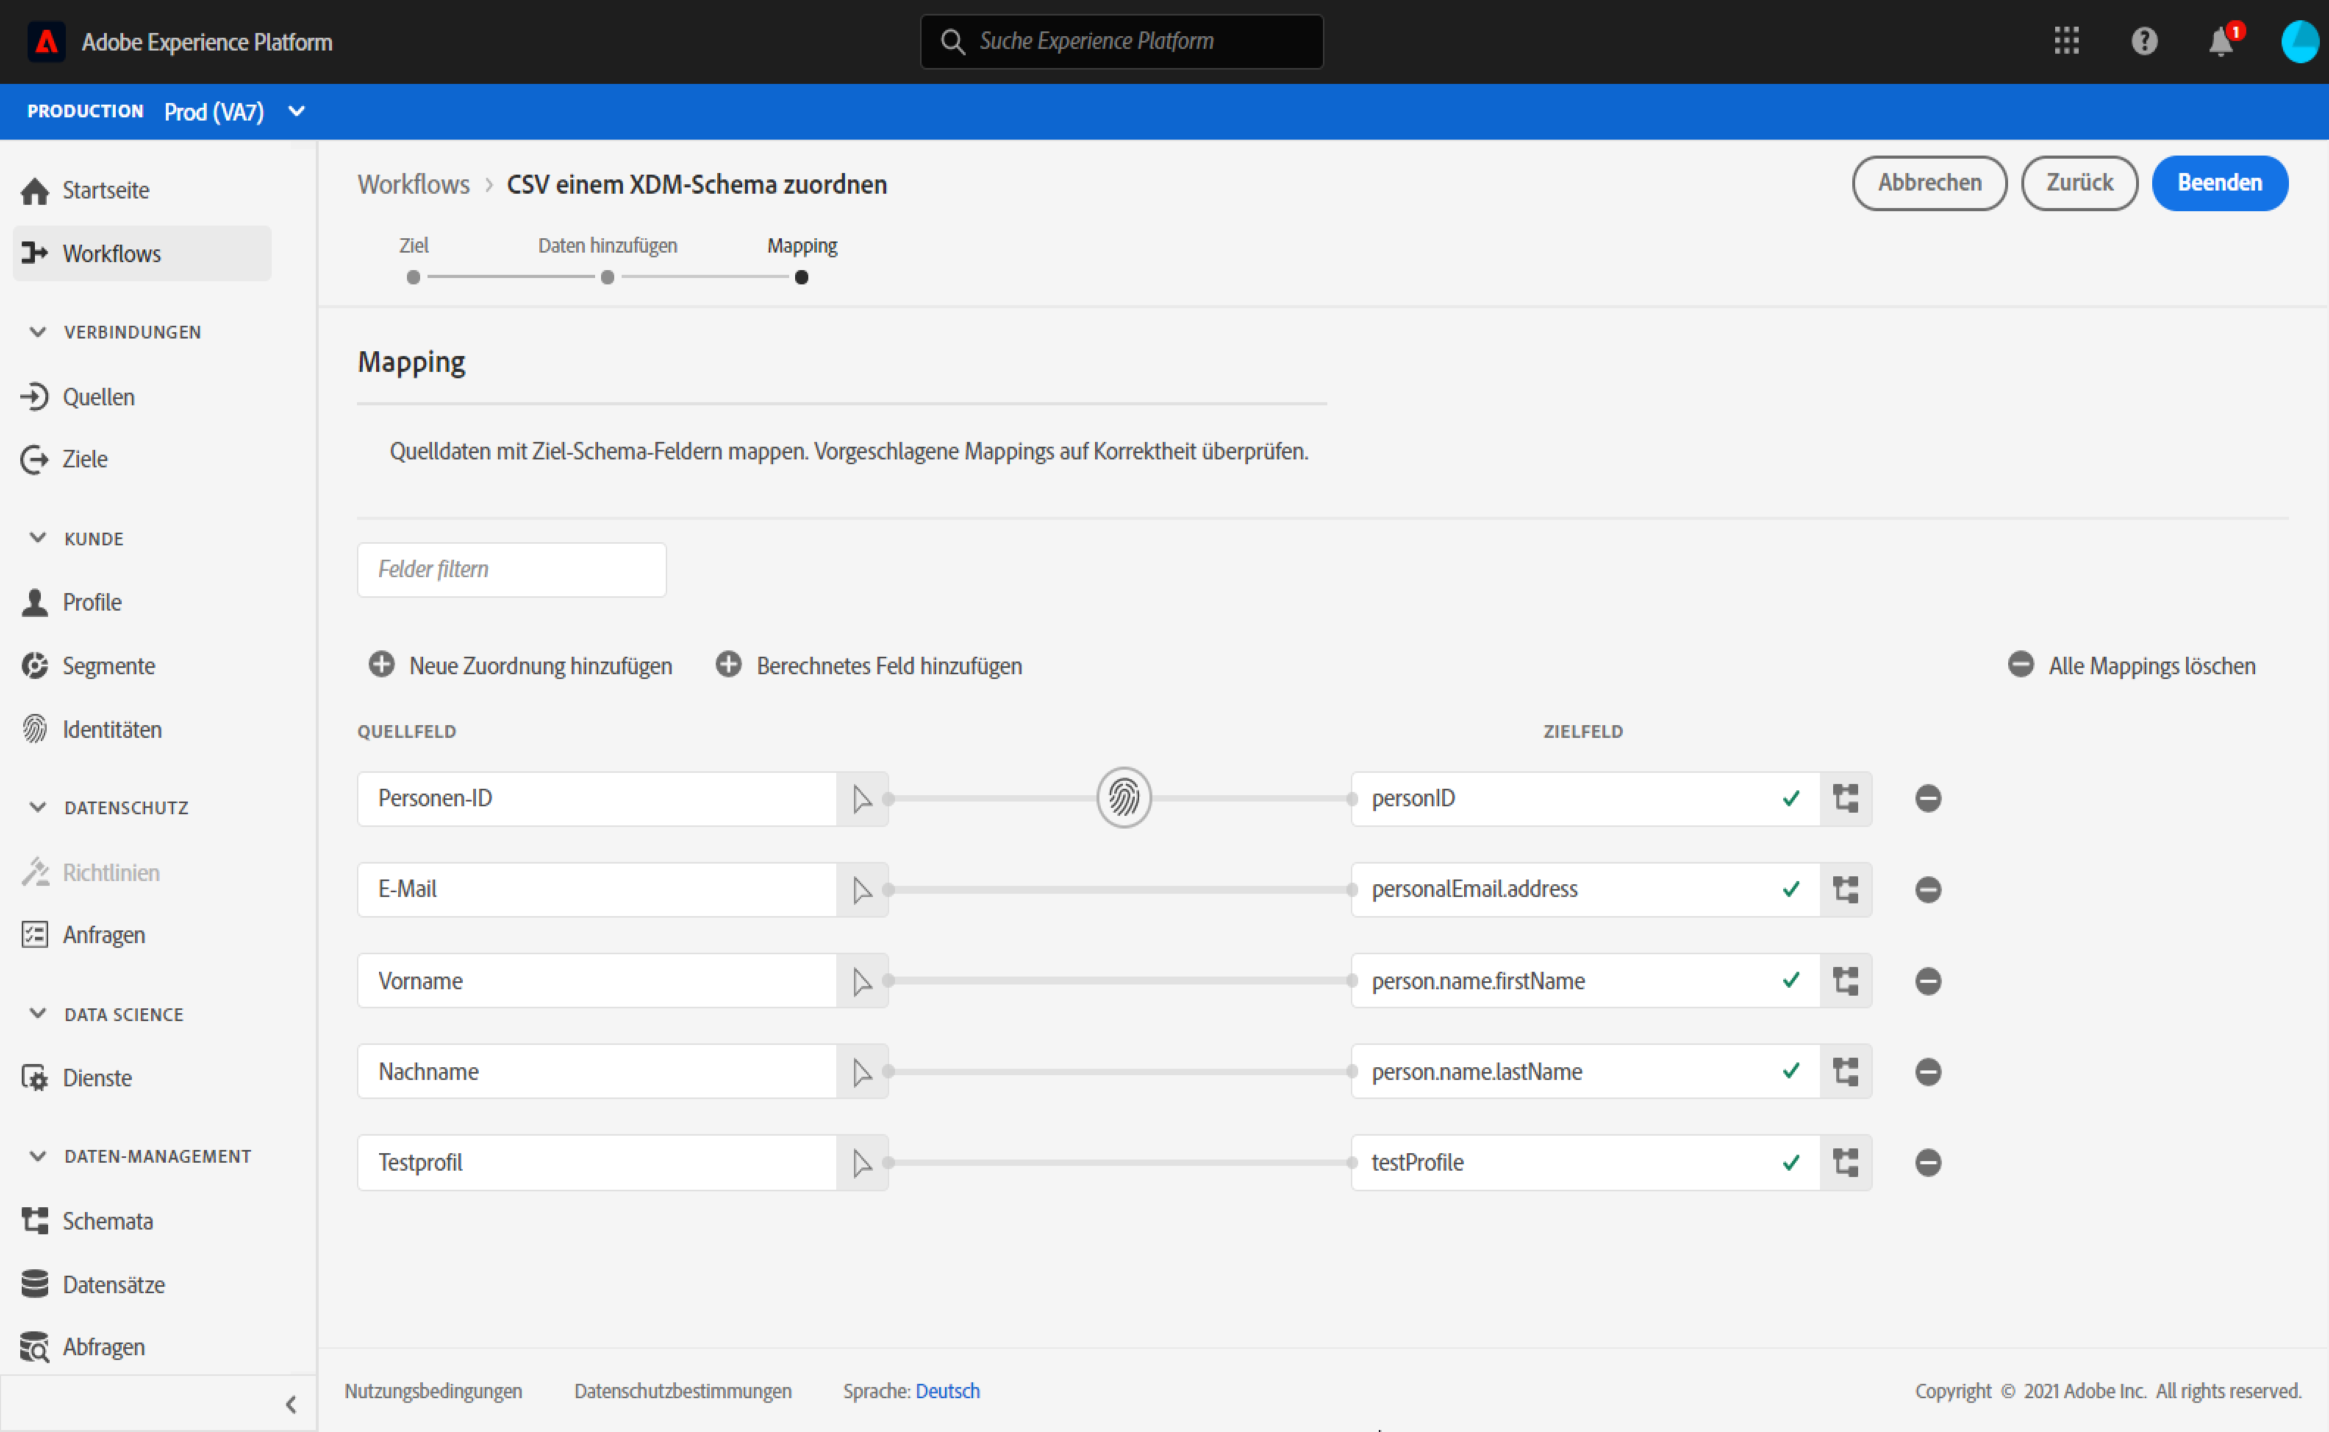 Adobe Experience Platform
Suche Experience Platform
1
PRODUCTION Prod (VA7)
Startseite
Workflows
VERBINDUNGEN
Quellen
Ziele
KUNDE
Profile
Segmente
Identitäten
DATENSCHUTZ
Richtlinien
Anfragen
DATA SCIENCE
Dienste
DATEN-MANAGEMENT
Schemata
Datensätze
Abfragen
Workflows > CSV einem XDM-Schema zuordnen
Abbrechen Zurück Beenden
Ziel Daten hinzufügen Mapping
Mapping
Quelldaten mit Ziel-Schema-Feldern mappen. Vorgeschlagene Mappings auf Korrektheit überprüfen.
Felder filtern
Neue Zuordnung hinzufügen Berechnetes Feld hinzufügen Alle Mappings löschen
QUELLFELD ZIELFELD
Personen-ID personID
E-Mail personalEmail.address
Vorname person.name.firstName
Nachname person.name.lastName
Testprofil testProfile
Nutzungsbedingungen Datenschutzbestimmungen Sprache: Deutsch Copyright © 2021 Adobe Inc. All rights reserved.